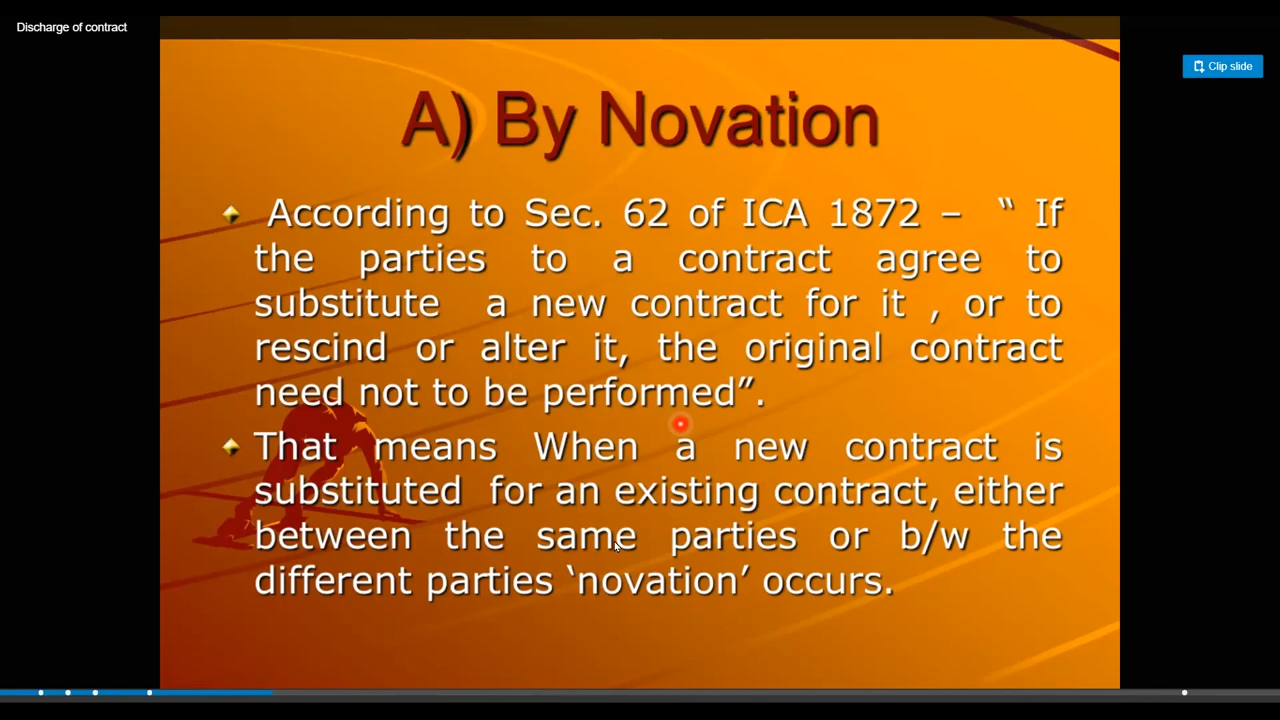 Discharge of contract
Clip slide
A) By Novation
According to Sec. 62 of ICA 1872 – “ If
the parties to a contract agree to
substitute a new contract for it , or to
rescind or alter it, the original contract
need not to be performed”.
That means When a new contract is
substituted for an existing contract, either
between the same parties or b/w the
different parties ‘novation’ occurs.